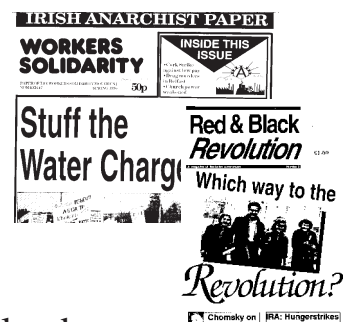 IRISH ANARCHIST PAPER
WORKERS
SOLIDARITY
50p
INSIDE THIS
ISSUE
Stuff the
Water Charge
Red & Black
Revolution
Which way to the
Revolution?
Chomsky on
IRA: Hungerstrikes